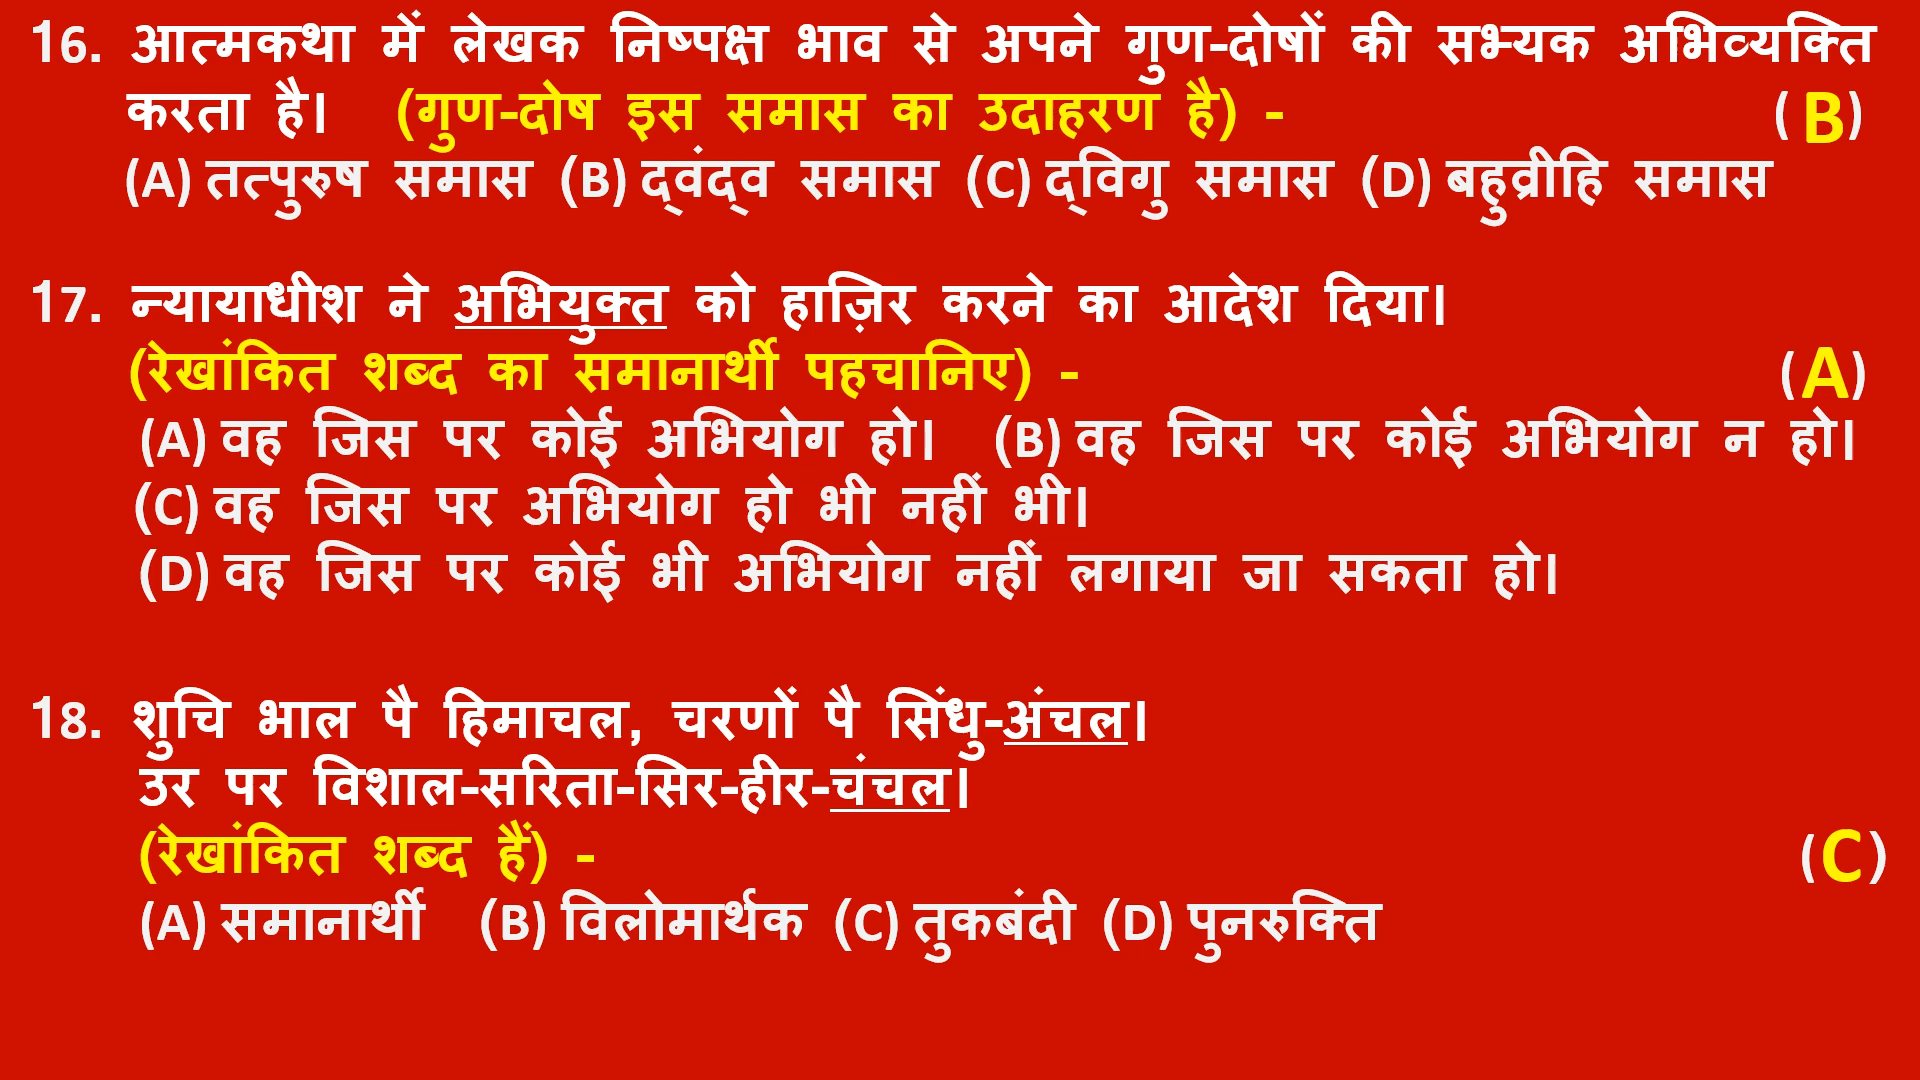 16. आत्मकथा में लेखक निष्पक्ष भाव से अपने गुण-दोषों की सभ्यक अभिव्यक्ति
करता है। (गुण-दोष इस समास का उदाहरण है) - ( B)
(A) तत्पुरुष समास (B) द्वंद्व समास (C) द्विगु समास (D) बहुव्रीहि समास
17. न्यायाधीश ने अभियुक्त को हाज़िर करने का आदेश दिया।
(रेखांकित शब्द का समानार्थी पहचानिए) - (A)
(A) वह जिस पर कोई अभियोग हो। (B) वह जिस पर कोई अभियोग न हो।
(C) वह जिस पर अभियोग हो भी नहीं भी।
(D) वह जिस पर कोई भी अभियोग नहीं लगाया जा सकता हो।
18. शुचि भाल पै हिमाचल, चरणों पै सिंधु-अंचल।
उर पर विशाल-सरिता-सिर-हीर-चंचल।
(रेखांकित शब्द हैं) - (C)
(A) समानार्थी (B) विलोमार्थक (C) तुकबंदी (D) पुनरुक्ति